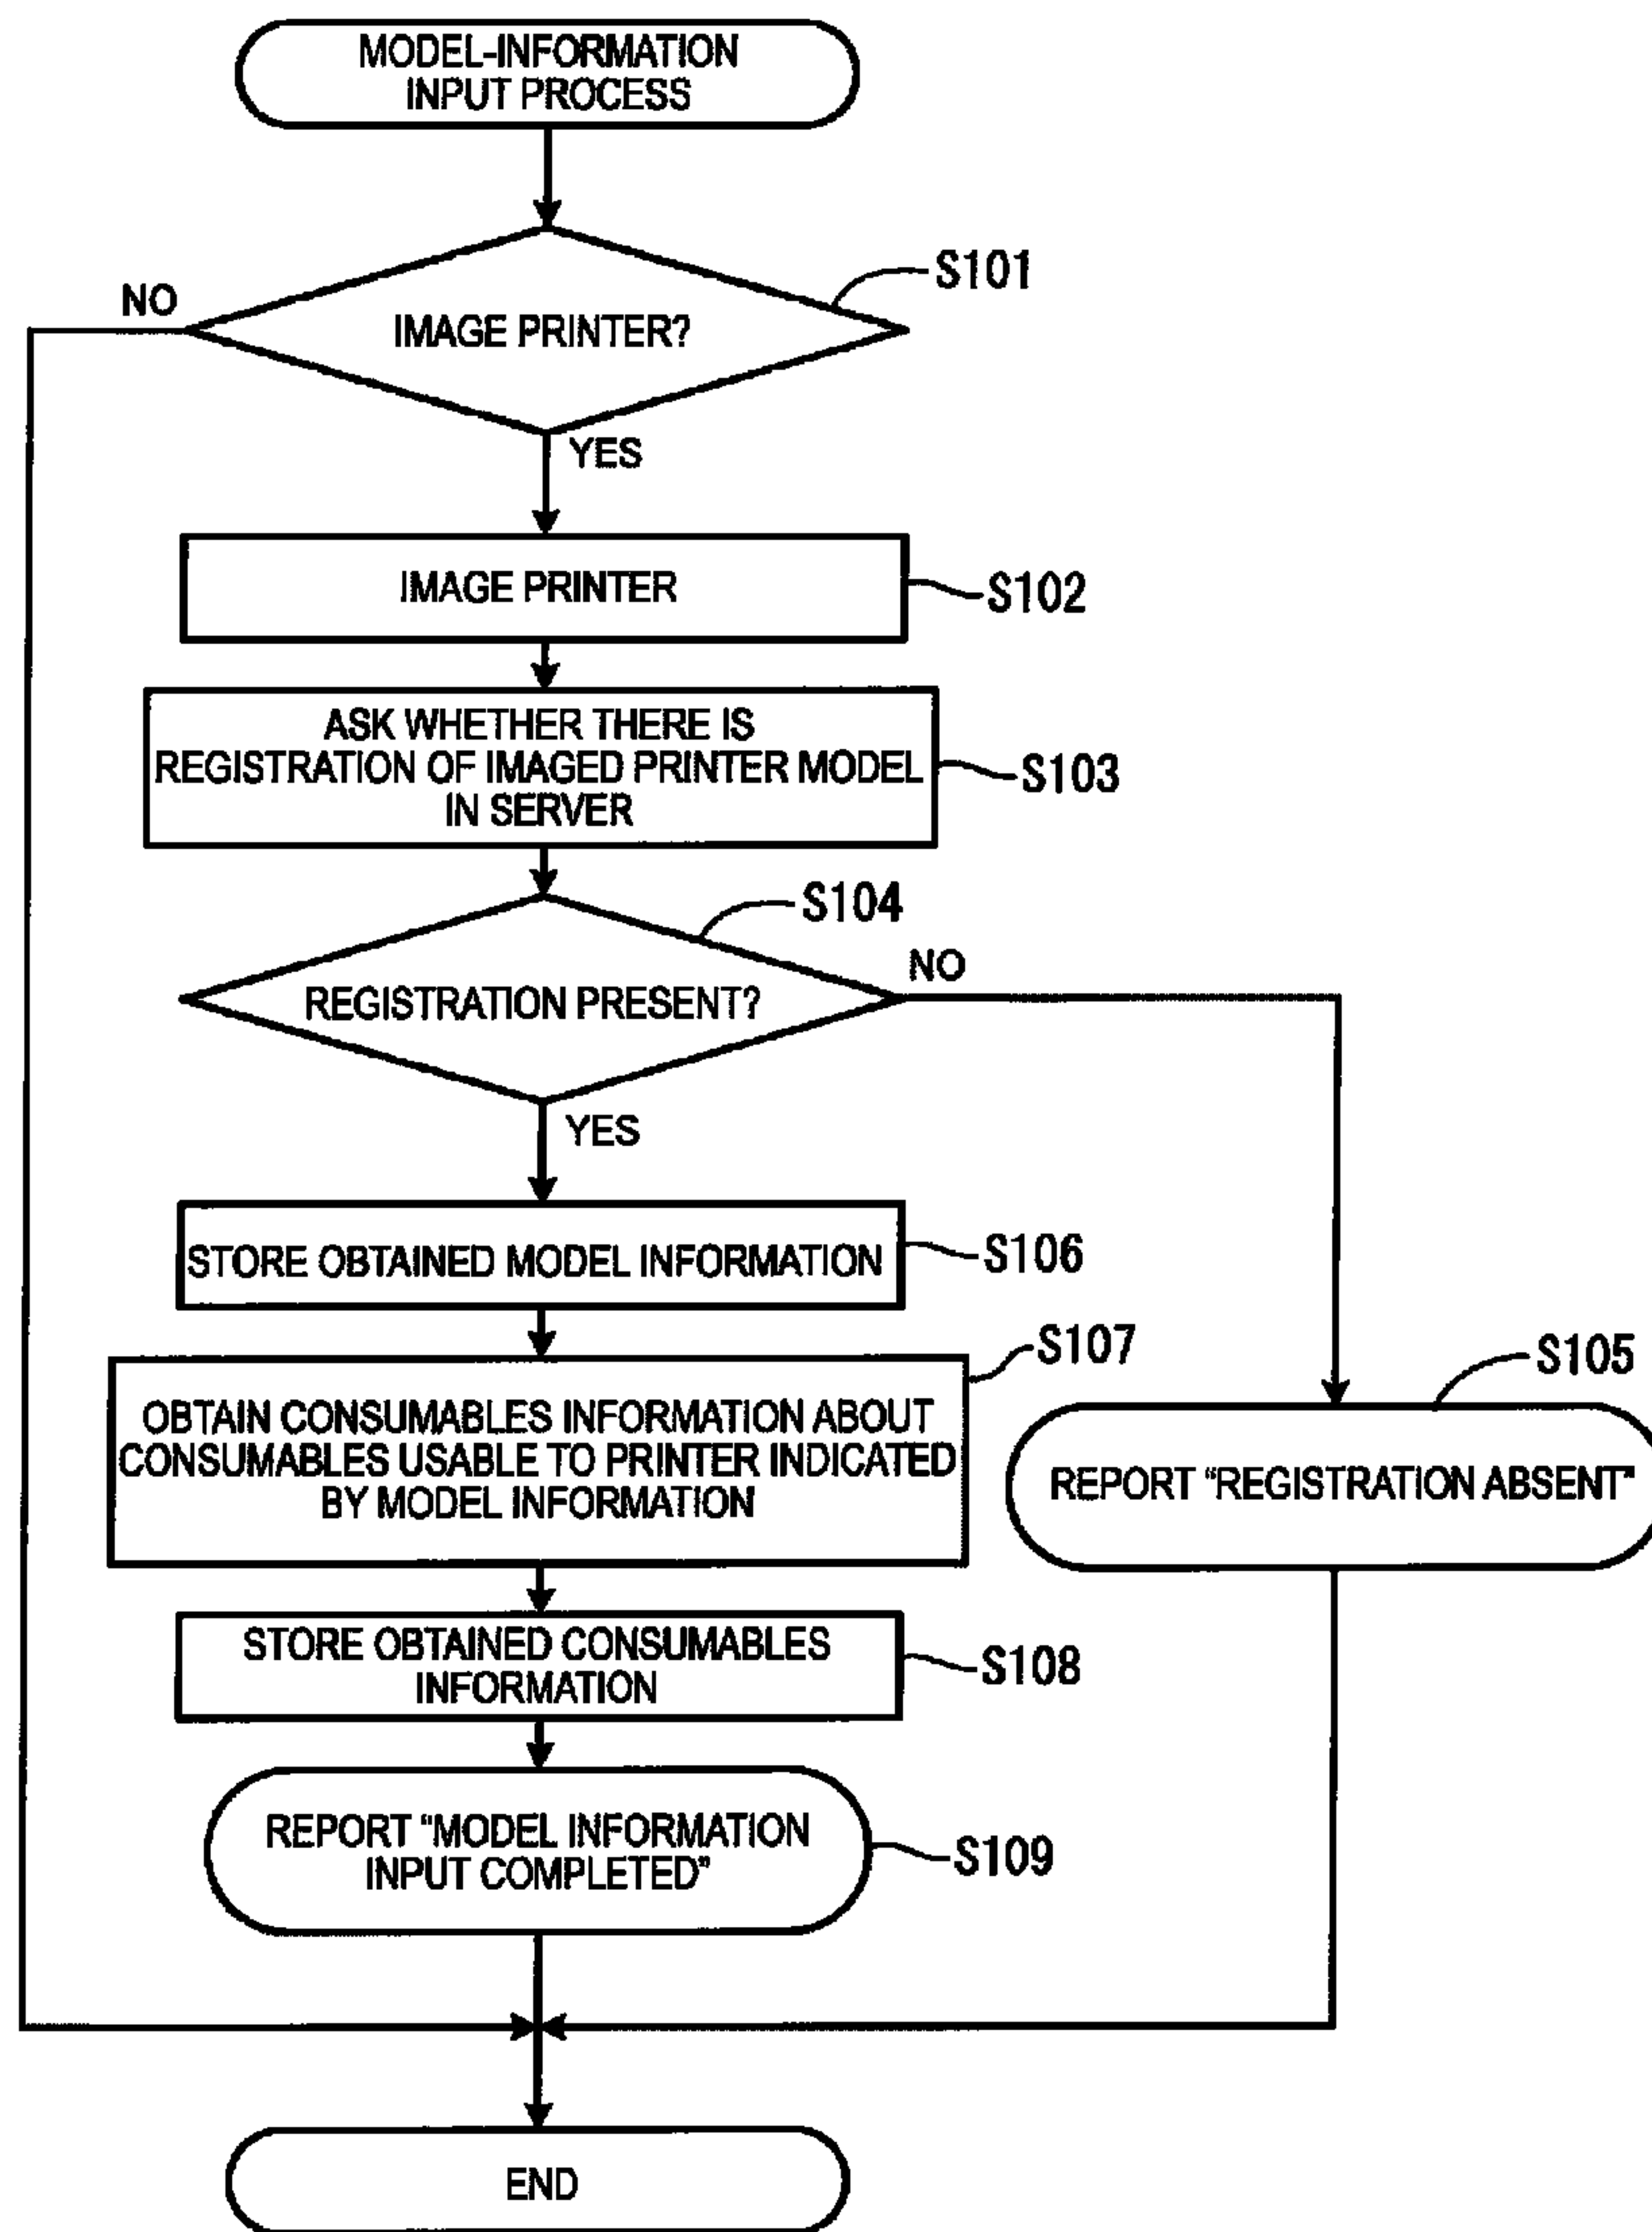 MODEL-INFORMATION
INPUT PROCESS
S101
NO
IMAGE PRINTER?
YES
IMAGE PRINTER
S102
ASK WHETHER THERE IS
REGISTRATION OF IMAGED PRINTER MODEL
IN SERVER
S103
S104
NO
REGISTRATION PRESENT?
YES
STORE OBTAINED MODEL INFORMATION
S106
S107
OBTAIN CONSUMABLES INFORMATION ABOUT
CONSUMABLES USABLE TO PRINTER INDICATED
BY MODEL INFORMATION
S105
REPORT “REGISTRATION ABSENT”
STORE OBTAINED CONSUMABLES
INFORMATION
S108
REPORT “MODEL INFORMATION
INPUT COMPLETED”
S109
END